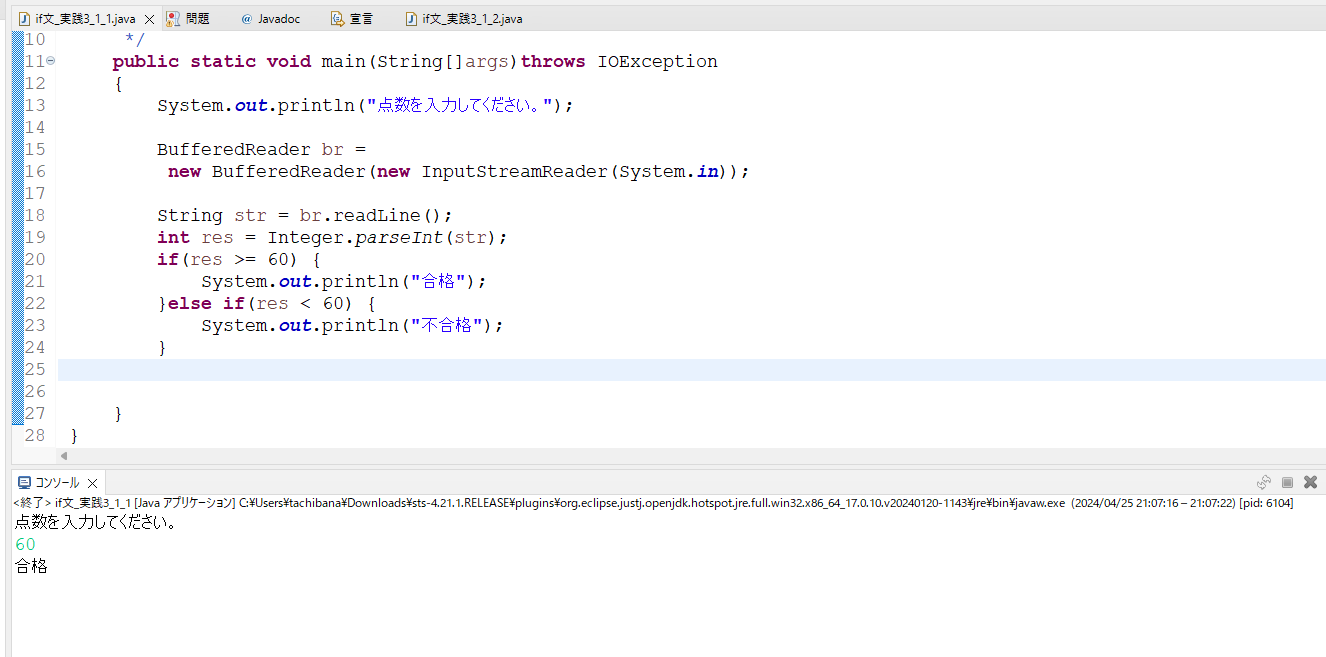 if文_実践3_1_1.java 問題 @ Javadoc 宣言 if文_実践3_1_2.java
10 */
11 public static void main(String[]args)throws IOException
12 {
13 System.out.println("点数を入力してください。");
14
15 BufferedReader br =
16 new BufferedReader(new InputStreamReader(System.in));
17
18 String str = br.readLine();
19 int res = Integer.parseInt(str);
20 if(res >= 60) {
21 System.out.println("合格");
22 }else if(res < 60) {
23 System.out.println("不合格");
24 }
25
26
27 }
28 }
コンソール
<終了> if文_実践3_1_1 [Java アプリケーション] C:¥Users¥tachibana¥Downloads¥sts-4.21.1.RELEASE¥plugins¥org.eclipse.justj.openjdk.hotspot.jre.full.win32.x86_64_17.0.10.v20240120-1143¥jre¥bin¥javaw.exe (2024/04/25 21:07:16 – 21:07:22) [pid: 6104]
点数を入力してください。
60
合格